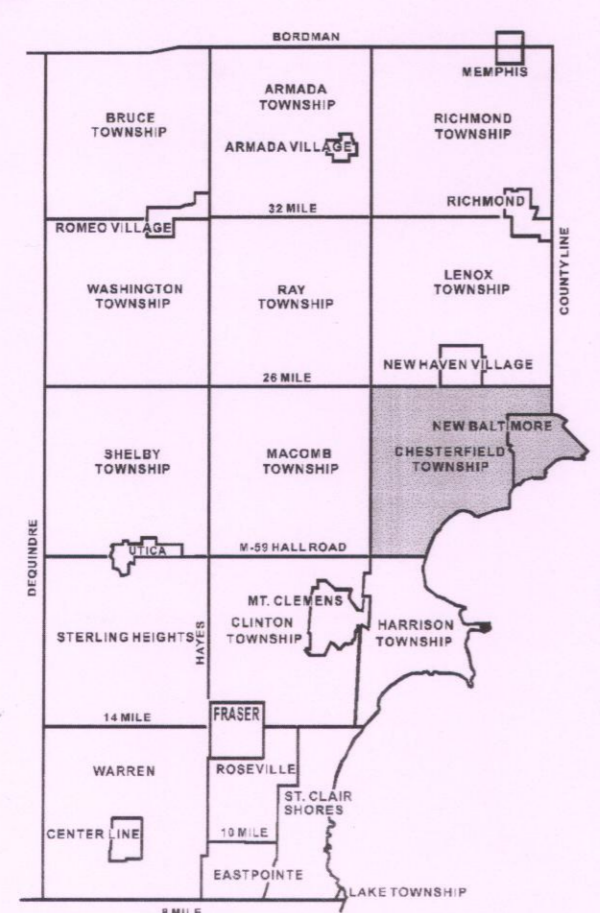 BORDMAN
MEMPHIS
ARMADA
TOWNSHIP
BRUCE
TOWNSHIP
RICHMOND
TOWNSHIP
ARMADA VILLAGE
RICHMOND
32 MILE
ROMEO VILLAGE
COUNTY LINE
LENOX
TOWNSHIP
WASHINGTON
TOWNSHIP
RAY
TOWNSHIP
NEW HAVEN VILLAGE
26 MILE
NEW BALTMORE
SHELBY
TOWNSHIP
MACOMB
TOWNSHIP
CHESTERFIELD
TOWNSHIP
DEQUINDRE
UTICA
M-59 HALL ROAD
MT. CLEMENS
CLINTON
TOWNSHIP
HARRISON
TOWNSHIP
STERLING HEIGHTS
HAYES
14 MILE
FRASER
WARREN
ROSEVILLE
ST. CLAIR
SHORES
CENTER LINE
10 MILE
EASTPOINTE
LAKE TOWNSHIP
8 MILE